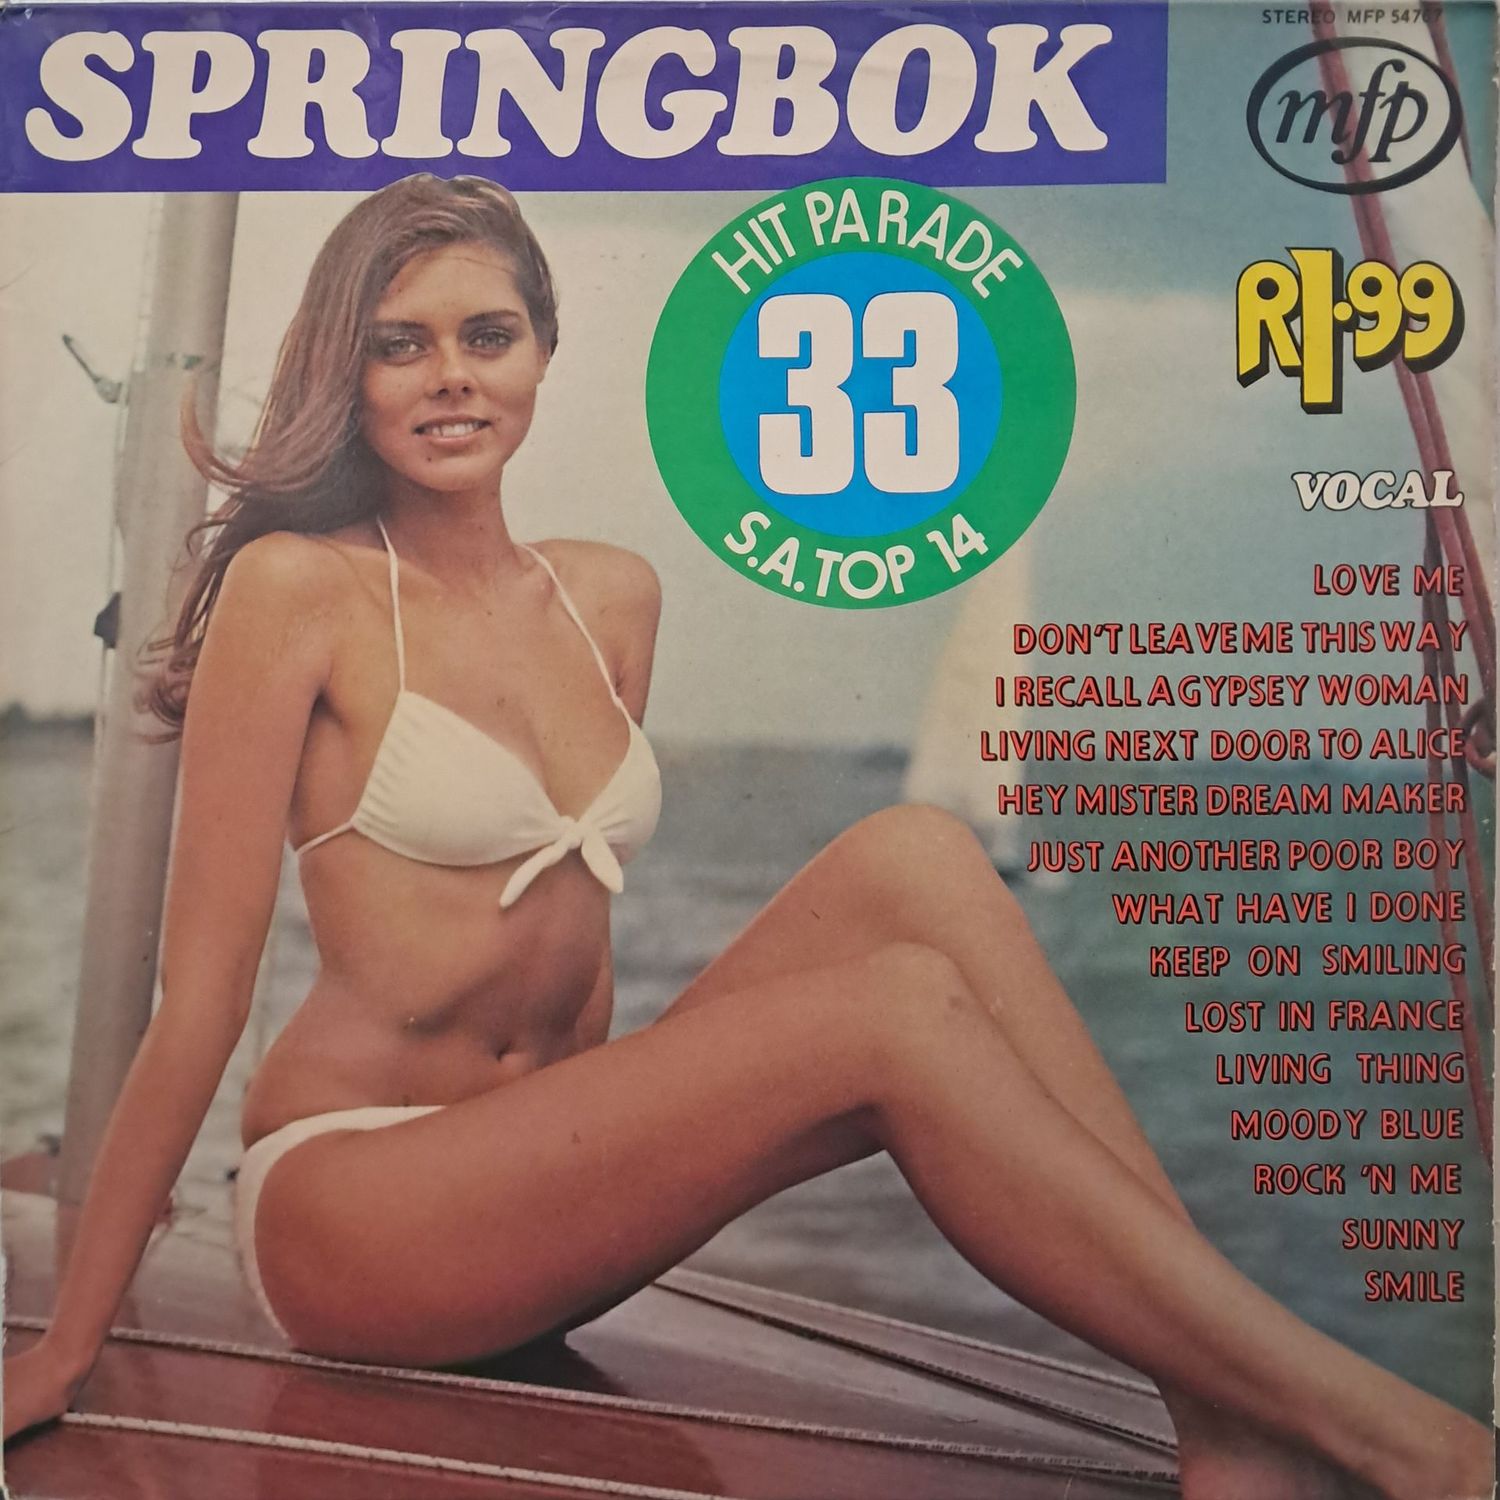 STEREO MFP 54767
SPRINGBOK
mfp
HIT PARADE
33
S.A. TOP 14
R1.99
VOCAL
LOVE ME
DON'T LEAVE ME THIS WAY
I RECALL A GYPSEY WOMAN
LIVING NEXT DOOR TO ALICE
HEY MISTER DREAM MAKER
JUST ANOTHER POOR BOY
WHAT HAVE I DONE
KEEP ON SMILING
LOST IN FRANCE
LIVING THING
MOODY BLUE
ROCK 'N ME
SUNNY
SMILE